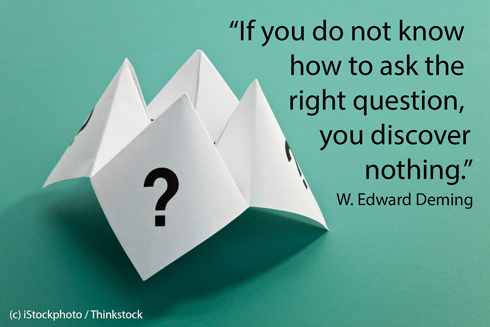 “If you do not know
how to ask the
right question,
you discover
nothing.”
W. Edward Deming
?
(c) iStockphoto / Thinkstock